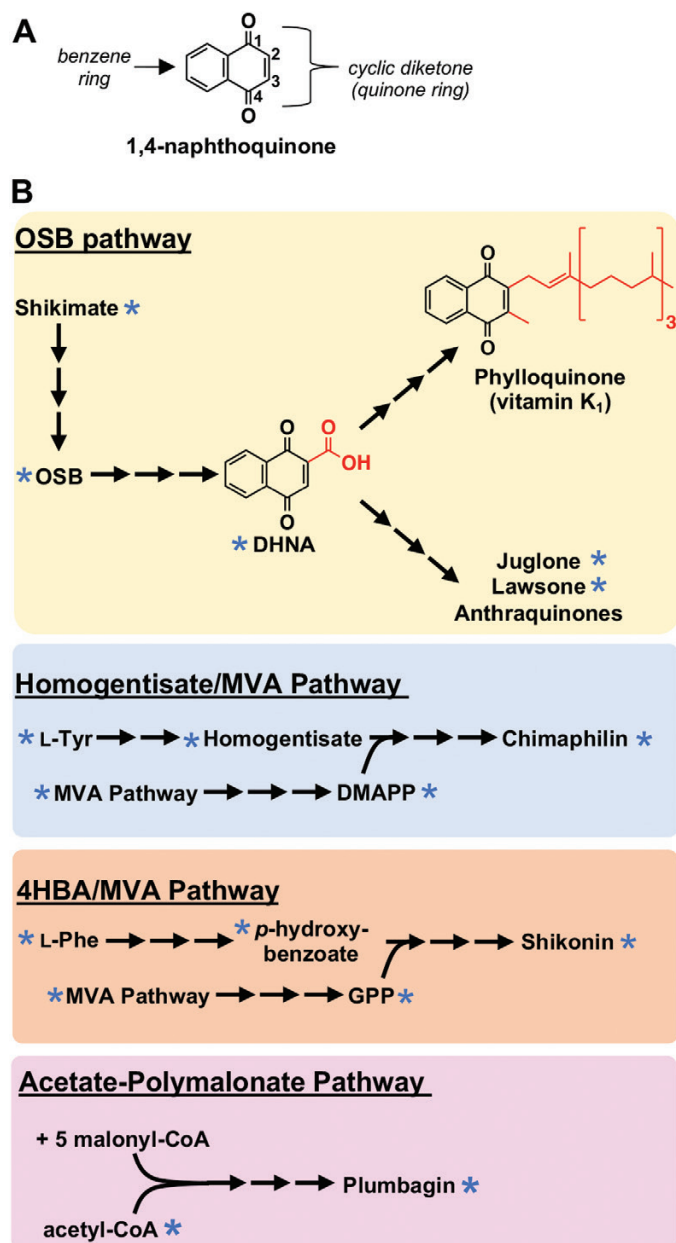 A
benzene
ring
O
1
2
3
4
O
cyclic diketone
(quinone ring)
1,4-naphthoquinone
B
OSB pathway
Shikimate *
O
O
3
Phylloquinone
(vitamin K₁)
* OSB
O
O
OH
O
* DHNA
Juglone *
Lawsone *
Anthraquinones
Homogentisate/MVA Pathway
* L-Tyr
* Homogentisate
Chimaphilin *
* MVA Pathway
DMAPP *
4HBA/MVA Pathway
* L-Phe
* p-hydroxy-
benzoate
Shikonin *
* MVA Pathway
GPP *
Acetate-Polymalonate Pathway
+ 5 malonyl-CoA
Plumbagin *
acetyl-CoA *